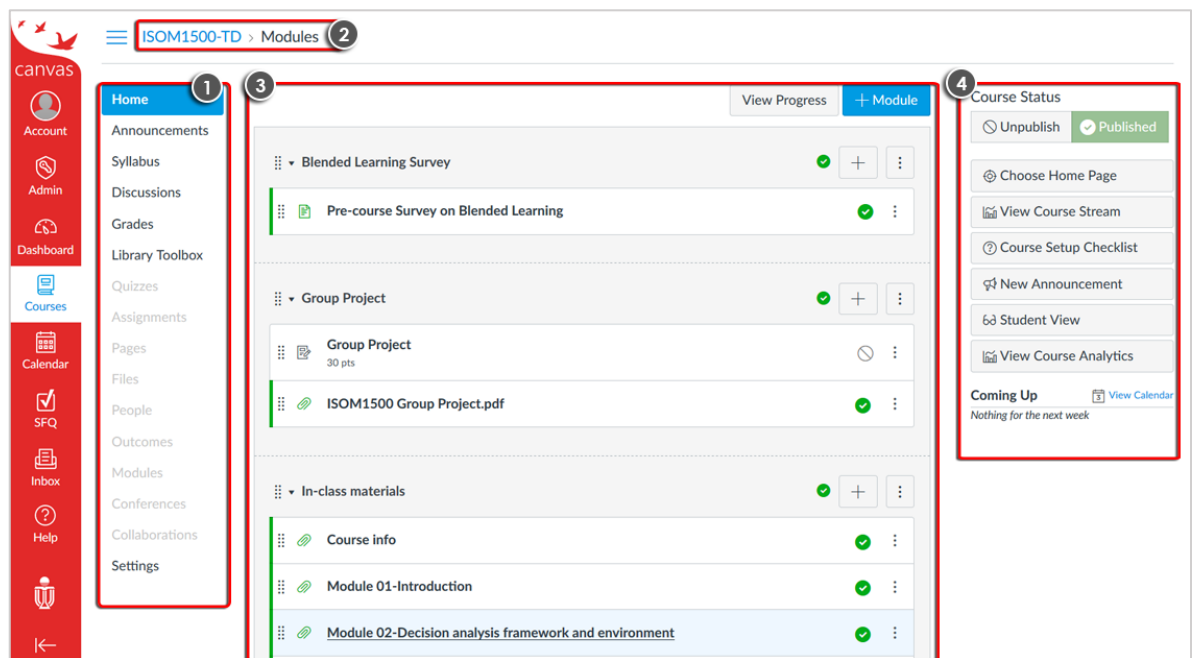 canvas
Account
Admin
Dashboard
Courses
Calendar
SFQ
Inbox
Help
ISOM1500-TD > Modules
2
1
Home
Announcements
Syllabus
Discussions
Grades
Library Toolbox
Quizzes
Assignments
Pages
Files
People
Outcomes
Modules
Conferences
Collaborations
Settings
3
View Progress
+ Module
Blended Learning Survey
Pre-course Survey on Blended Learning
Group Project
Group Project
30 pts
ISOM1500 Group Project.pdf
In-class materials
Course info
Module 01-Introduction
Module 02-Decision analysis framework and environment
4
Course Status
Unpublish
Published
Choose Home Page
View Course Stream
Course Setup Checklist
New Announcement
Student View
View Course Analytics
Coming Up
3 View Calendar
Nothing for the next week